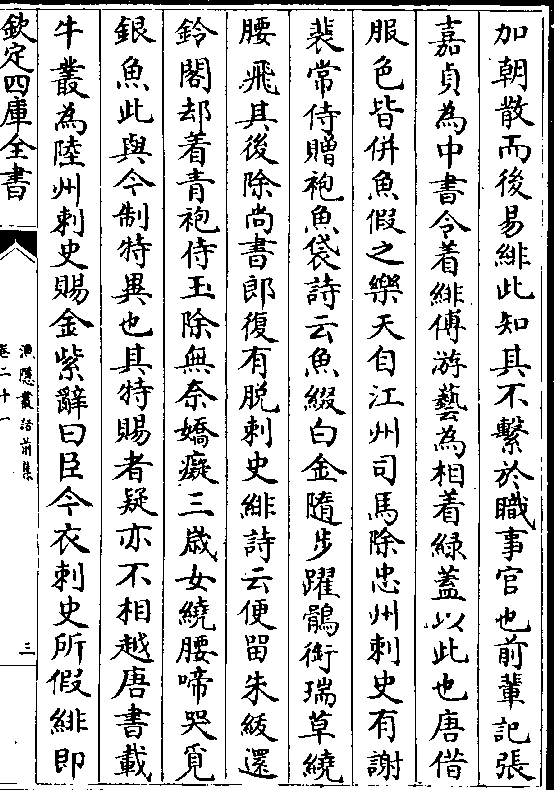 加朝散而後易緋此知其不繫於職事官也前輩記張
嘉貞為中書令着緋傅游藝為相着綠蓋以此也唐借
服色皆併魚假之樂天自江州司馬除忠州刺史有謝
裴常侍贈袍魚袋詩云魚綴白金隨步躍鶻銜瑞草繞
腰飛其後除尚書郎復有脫刺史緋詩云便留朱紱還
鈴閣却着青袍侍玉除無奈嬌癡三歲女繞腰啼哭覓
銀魚此與今制特異也其特賜者疑亦不相越唐書載
牛叢為陸州刺史賜金紫辭曰臣今衣刺史所假緋即
欽定四庫全書
漁隱叢話前集
卷二十一
三